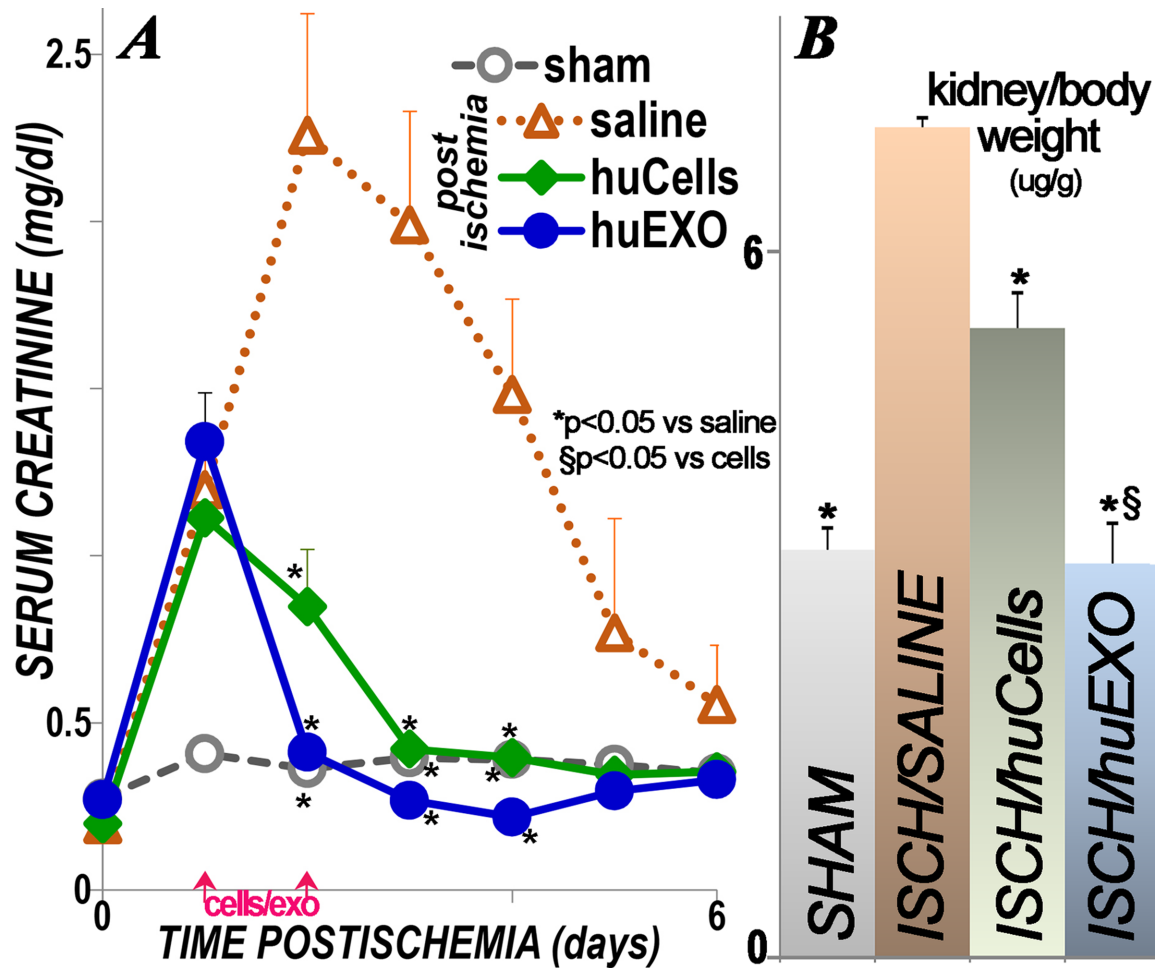 A
2.5
0.5
0
0
6
SERUM CREATININE (mg/dl)
TIME POSTISCHEMIA (days)
cells/exo
sham
post
ischemia
saline
huCells
huEXO
*p<0.05 vs saline
§p<0.05 vs cells
*
*
*
*
*
*
*
*
*
B
kidney/body
weight
(ug/g)
6
0
*
*
*§
SHAM
ISCH/SALINE
ISCH/huCells
ISCH/huEXO